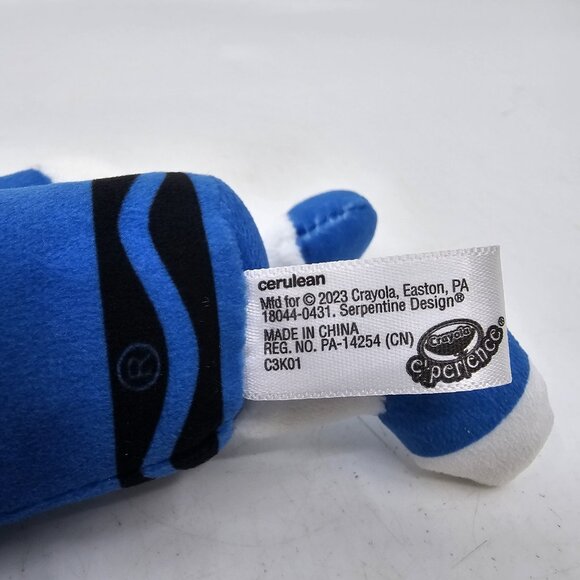 cerulean
Mfd for © 2023 Crayola, Easton, PA
18044-0431. Serpentine Design®
MADE IN CHINA
REG. NO. PA-14254 (CN)
C3K01
Crayola
experience®
®